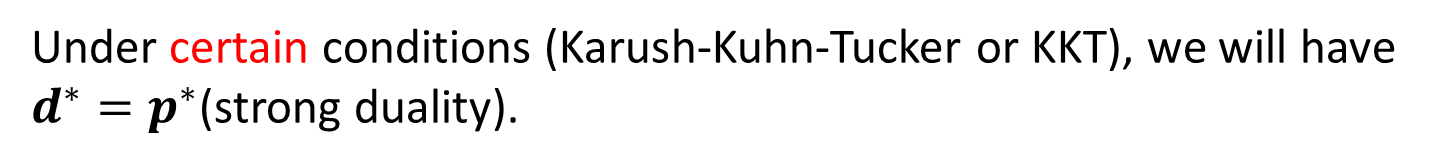 Under certain conditions (Karush-Kuhn-Tucker or KKT), we will have
d* = p*(strong duality).